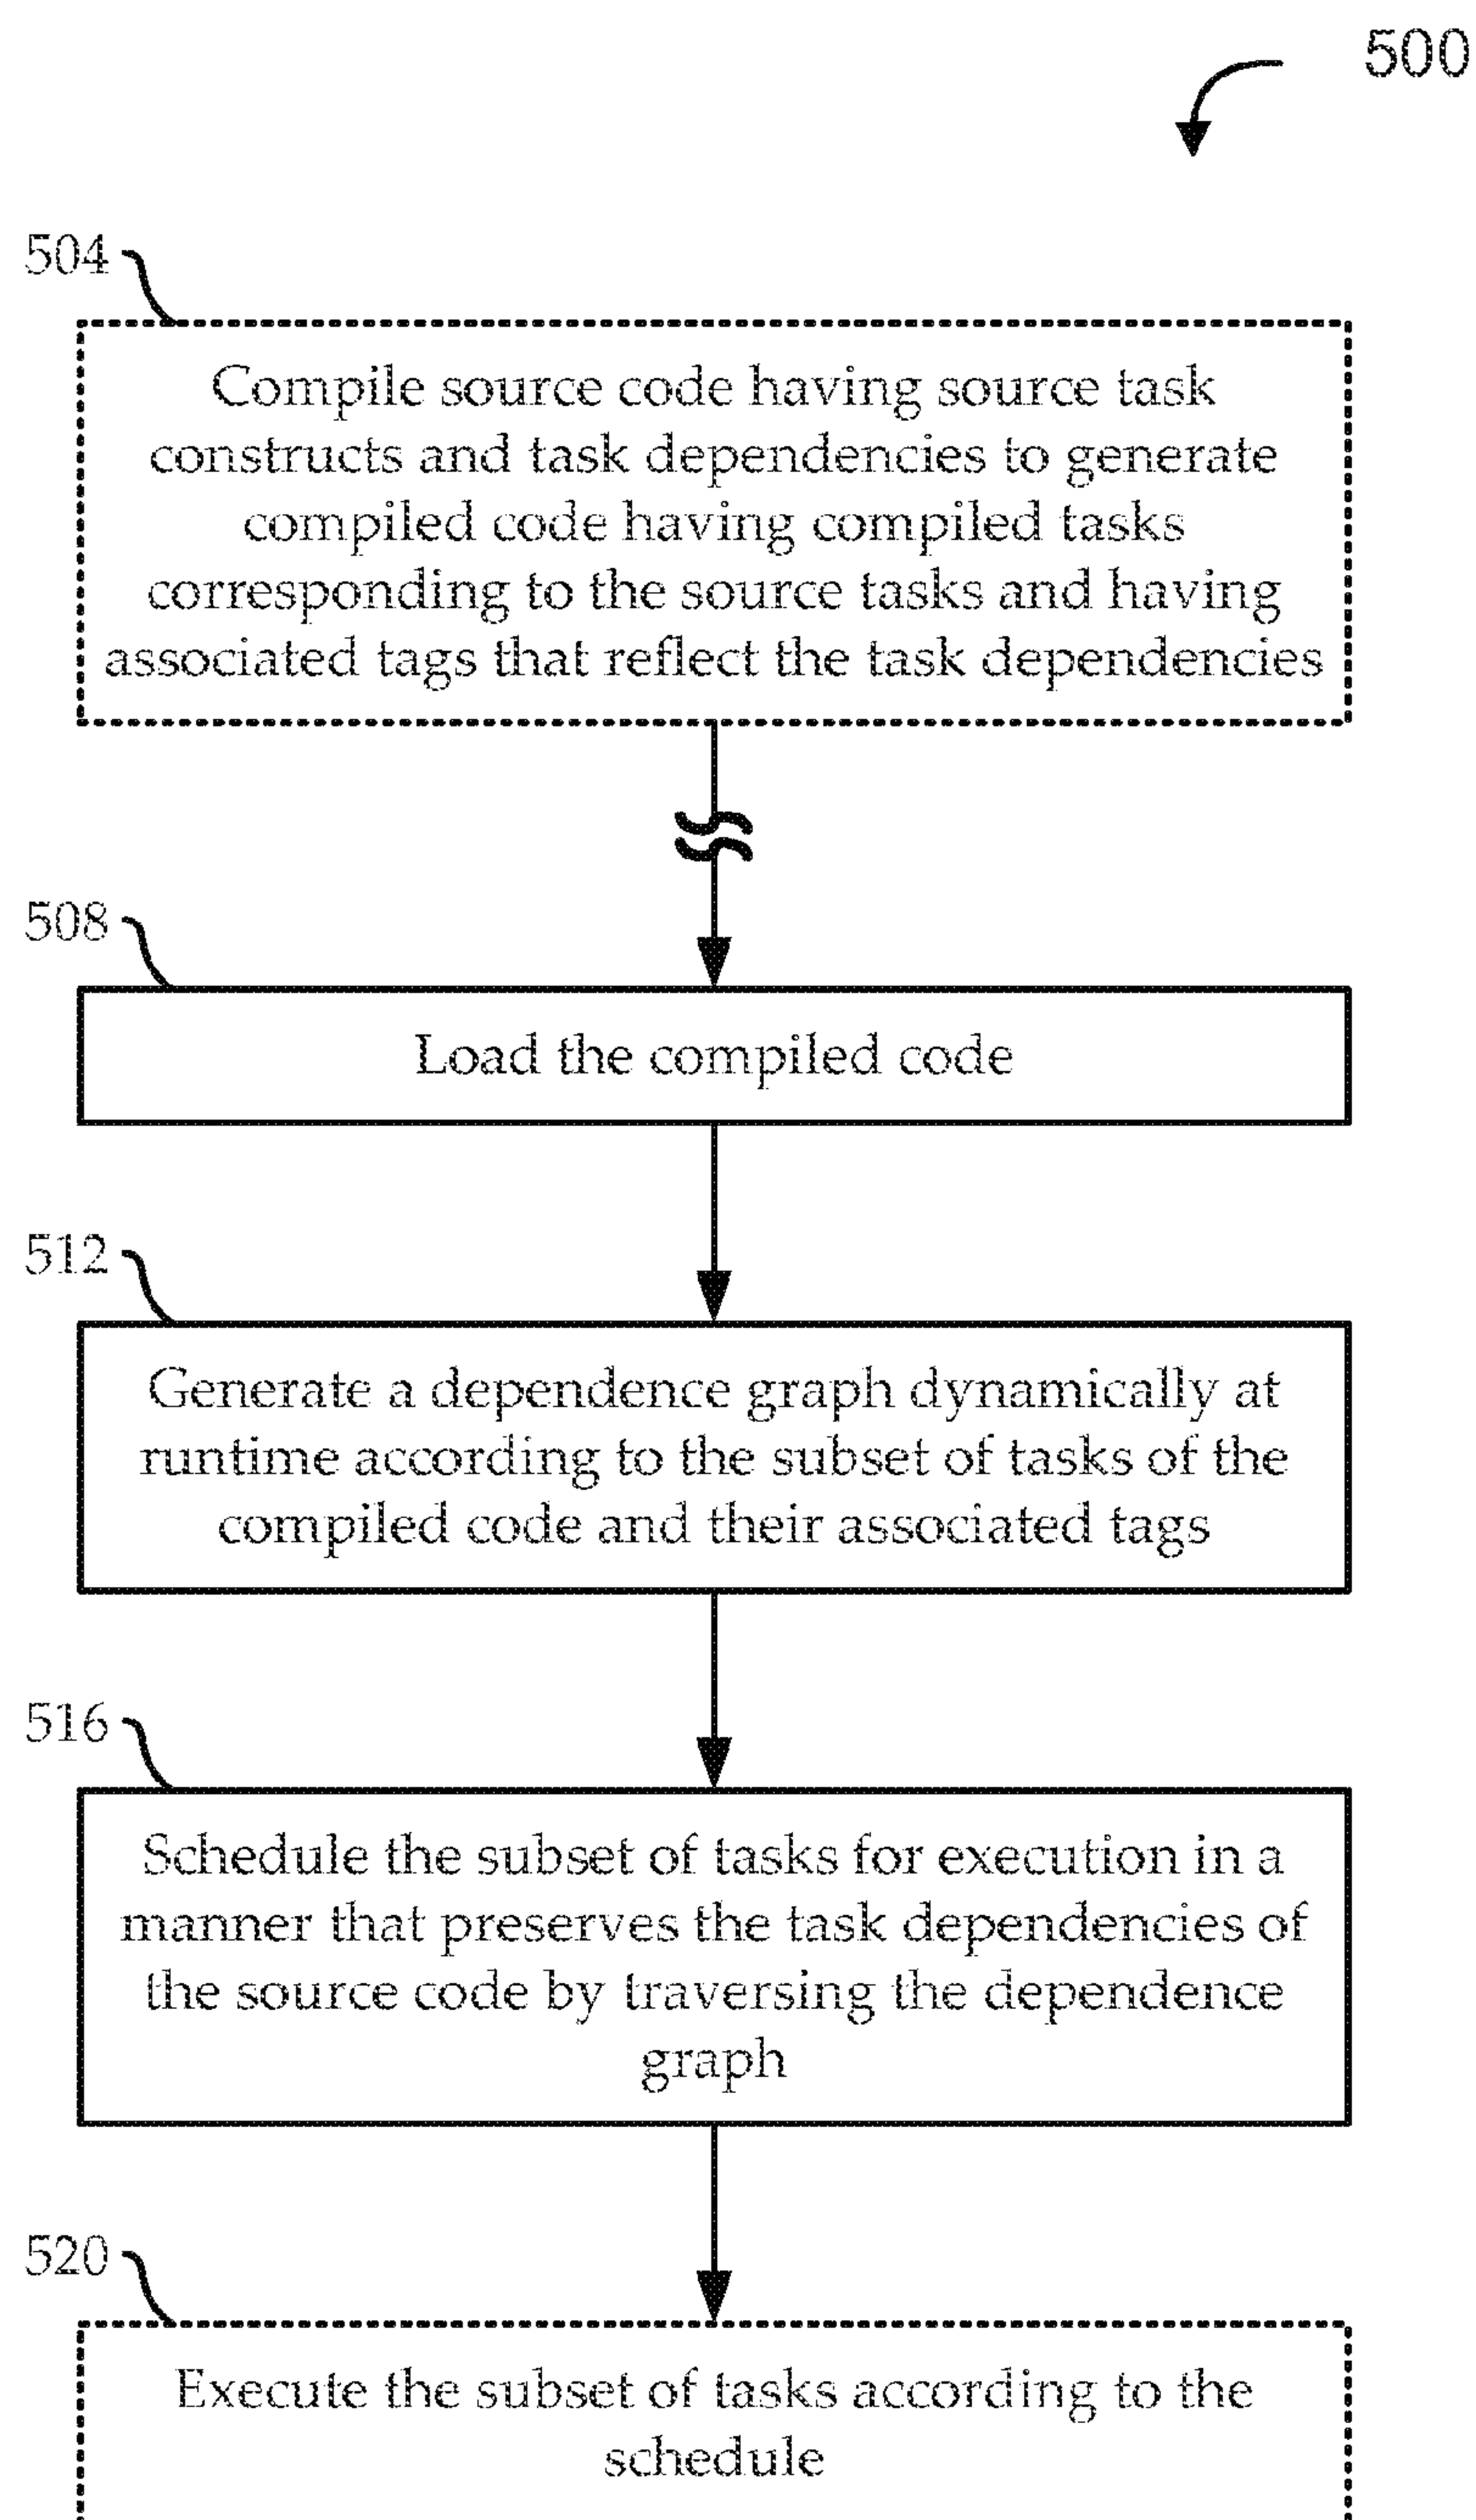 500
504
Compile source code having source task
constructs and task dependencies to generate
compiled code having compiled tasks
corresponding to the source tasks and having
associated tags that reflect the task dependencies
508
Load the compiled code
512
Generate a dependence graph dynamically at
runtime according to the subset of tasks of the
compiled code and their associated tags
516
Schedule the subset of tasks for execution in a
manner that preserves the task dependencies of
the source code by traversing the dependence
graph
520
Execute the subset of tasks according to the
schedule